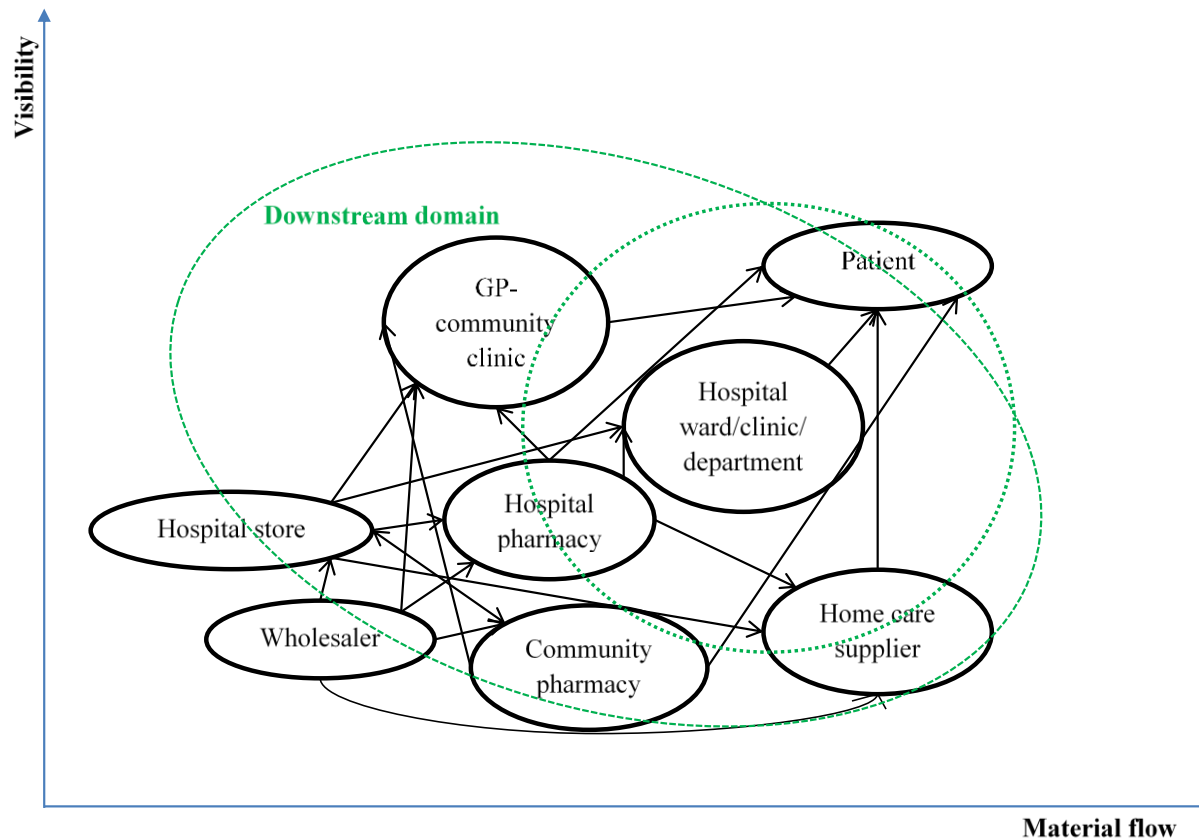 Visibility
Downstream domain
Patient
GP-
community
clinic
Hospital
ward/clinic/
department
Hospital store
Hospital
pharmacy
Wholesaler
Community
pharmacy
Home care
supplier
Material flow